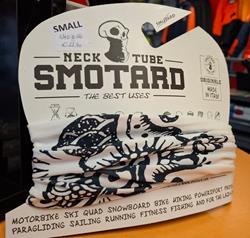 SMALL
NECK TUBE
SMOTARD
THE BEST USES
ORIGINALE
MADE
IN ITALY
MOTORBIKE SKI QUAD SNOWBOARD BIKE HIKING POWERSPORT
PARAGLIDING SAILING RUNNING FITNESS FISHING AND FOR THE